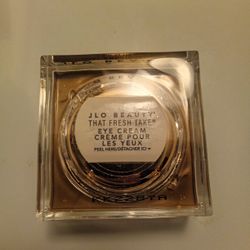 JLO BEAUTY®
THAT FRESH TAKE®
EYE CREAM
CRÈME POUR
LES YEUX
PEEL HERE/DÉTACHER ICI